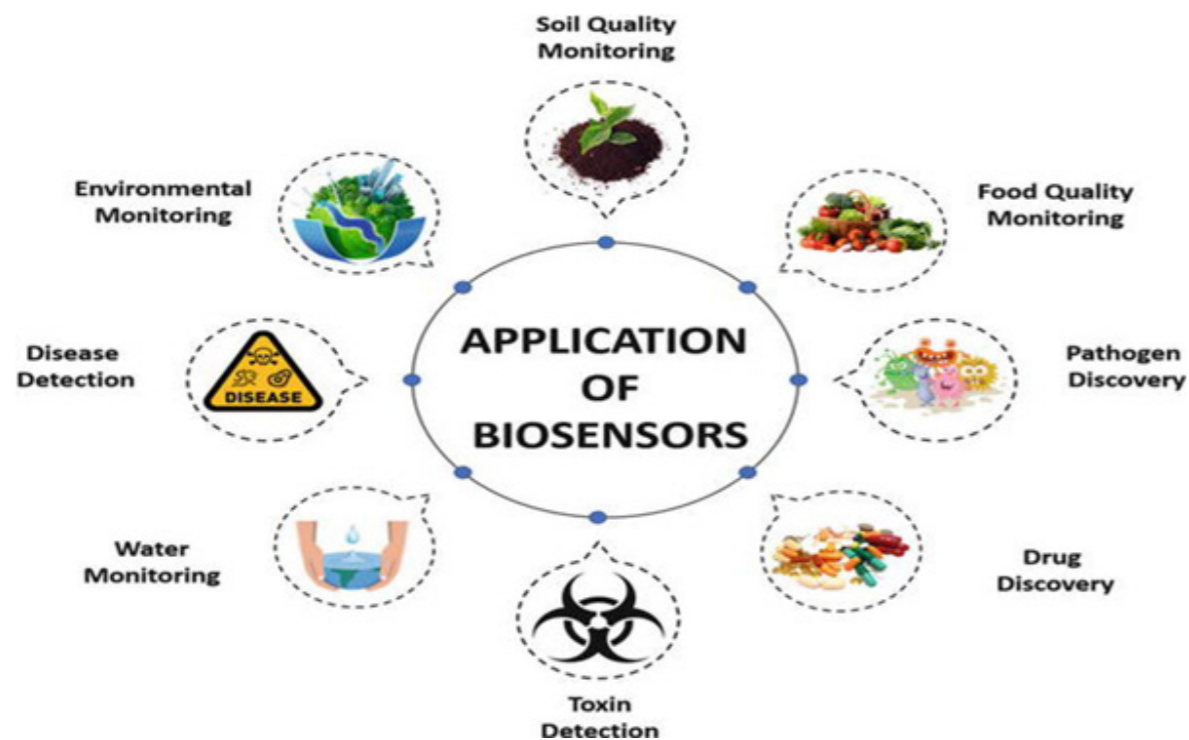 Soil Quality
Monitoring
Environmental
Monitoring
Food Quality
Monitoring
APPLICATION
OF
BIOSENSORS
Disease
Detection
DISEASE
Pathogen
Discovery
Water
Monitoring
Drug
Discovery
Toxin
Detection